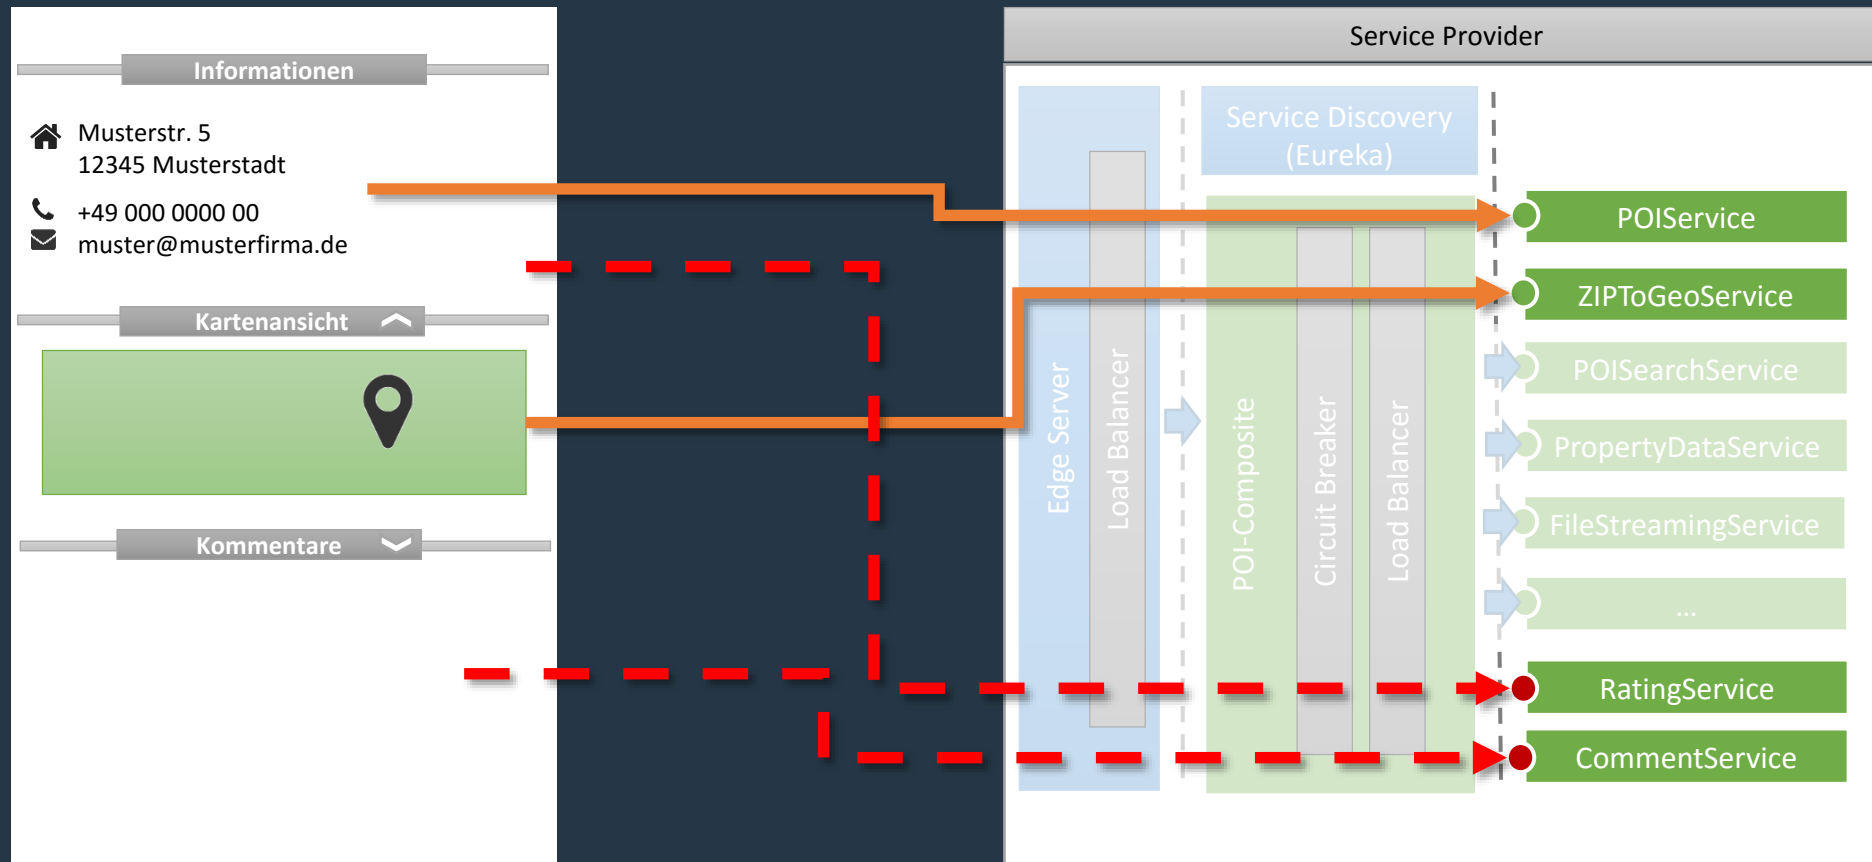 Service Provider
Informationen
Musterstr. 5
12345 Musterstadt
+49 000 0000 00
muster@musterfirma.de
Kartenansicht
Kommentare
Edge Server
Load Balancer
Service Discovery
(Eureka)
POI-Composite
Circuit Breaker
Load Balancer
POIService
ZIPToGeoService
POISearchService
PropertyDataService
FileStreamingService
...
RatingService
CommentService